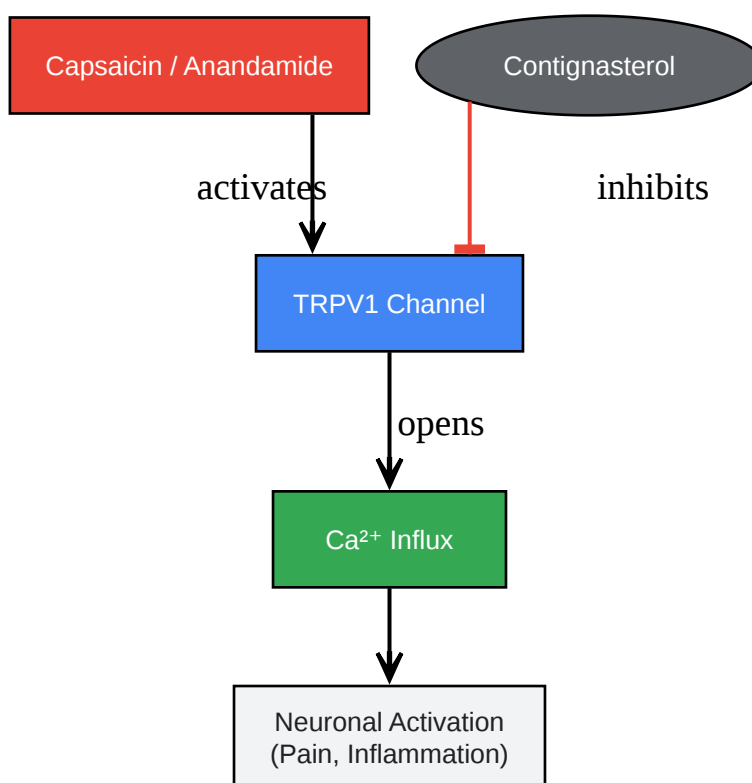 Capsaicin / Anandamide
Contignasterol
activates
inhibits
TRPV1 Channel
opens
Ca²⁺ Influx
Neuronal Activation
(Pain, Inflammation)